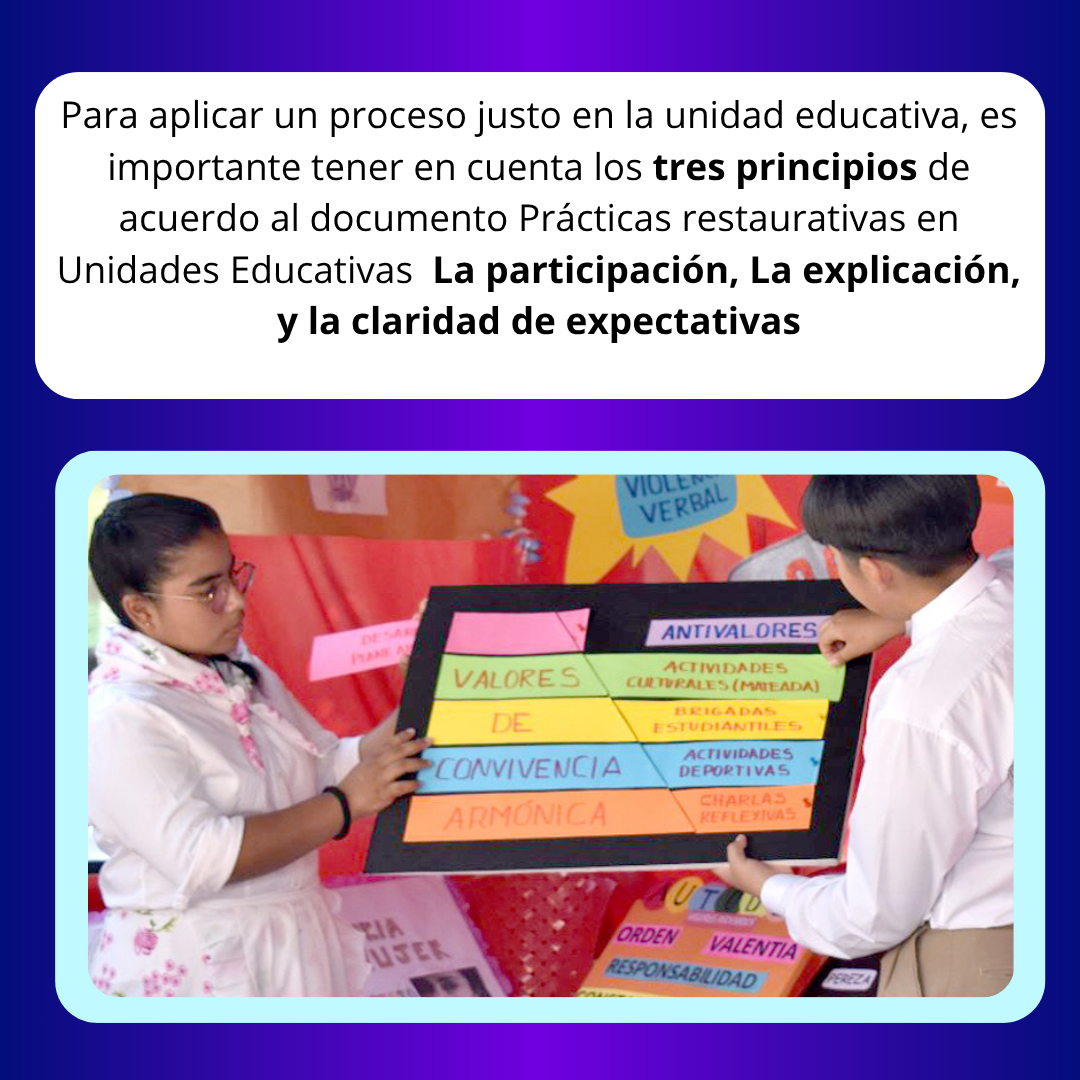 Para aplicar un proceso justo en la unidad educativa, es
importante tener en cuenta los tres principios de
acuerdo al documento Prácticas restaurativas en
Unidades Educativas  La participación, La explicación,
y la claridad de expectativas
VERBAL
ANTIVALORES
VALORES
ACTIVIDADES
CULTURALES (MATEADA)
DE
BRIGADAS
ESTUDIANTILES
CONVIVENCIA
ACTIVIDADES
DEPORTIVAS
ARMÓNICA
CHARLAS
REFLEXIVAS
ORDEN
VALENTIA
RESPONSABILIDAD
PEREZA